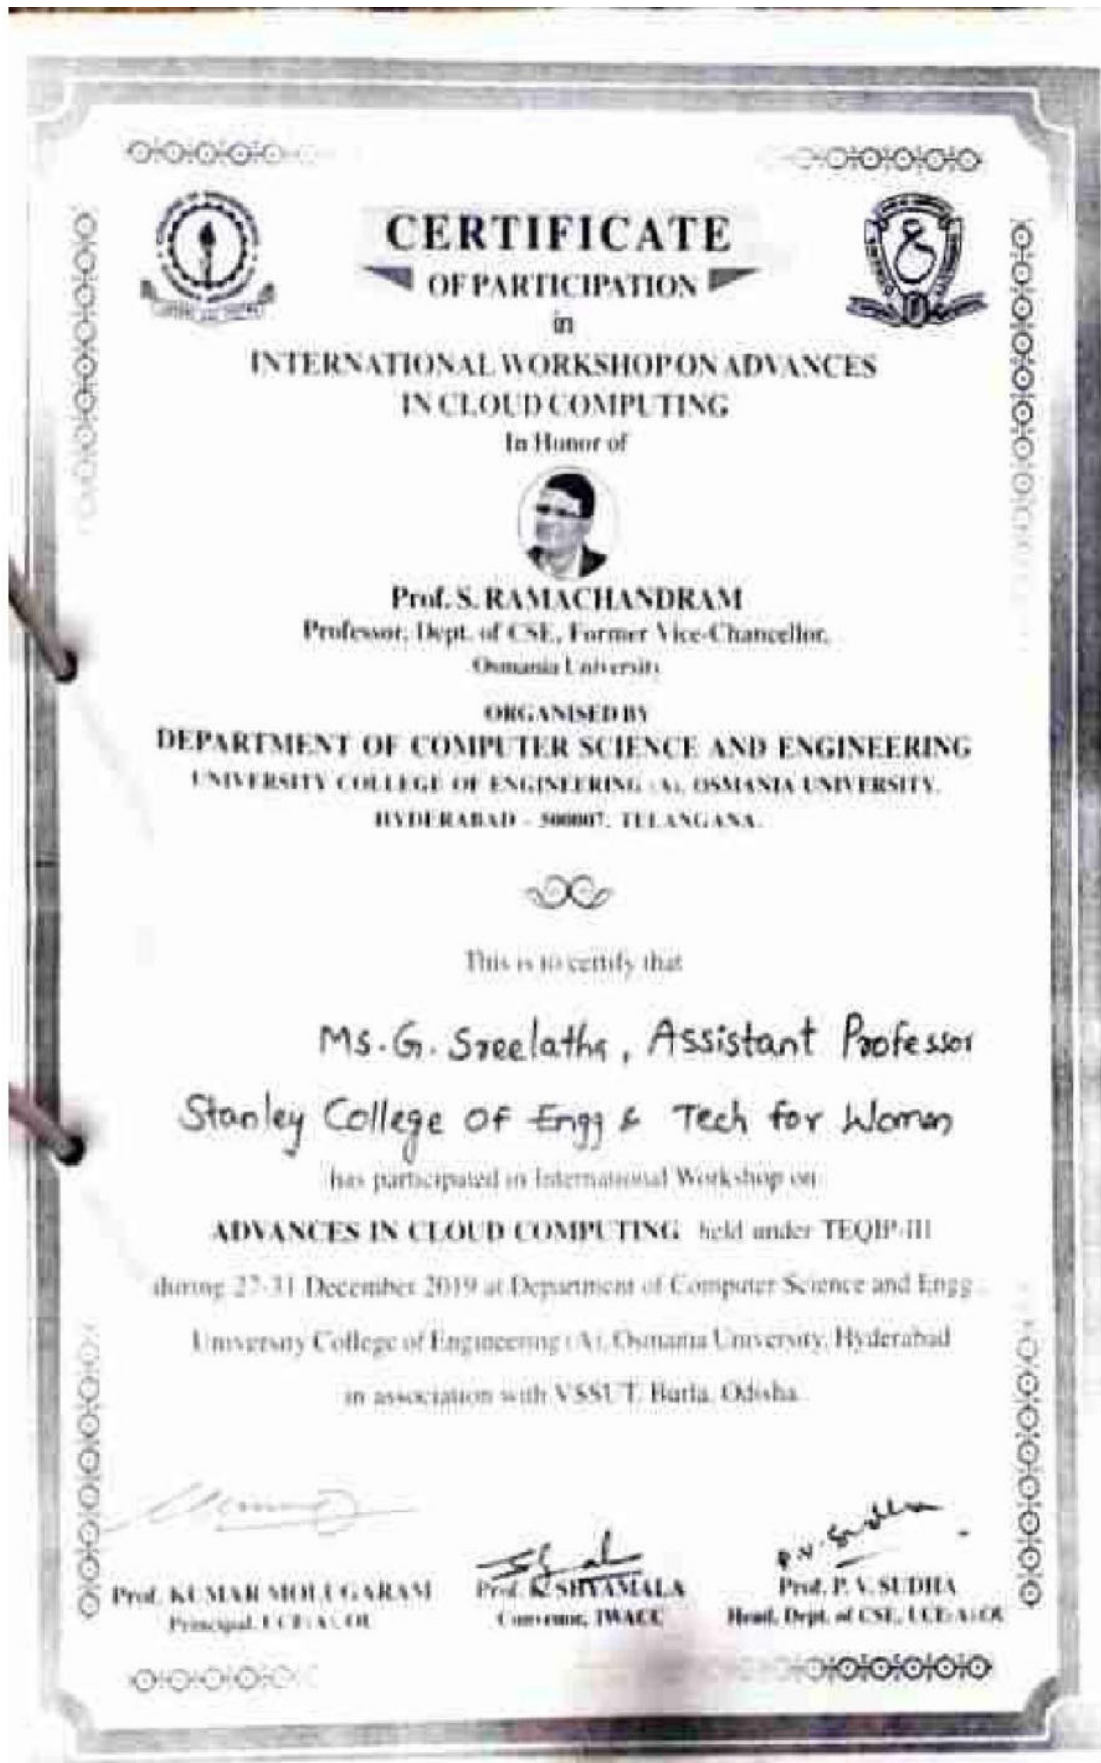 CERTIFICATE
OF PARTICIPATION
in
INTERNATIONAL WORKSHOP ON ADVANCES
IN CLOUD COMPUTING
In Honor of
Prof. S. RAMACHANDRAM
Professor, Dept. of CSE, Former Vice-Chancellor,
Osmania University
ORGANISED BY
DEPARTMENT OF COMPUTER SCIENCE AND ENGINEERING
UNIVERSITY COLLEGE OF ENGINEERING (A), OSMANIA UNIVERSITY,
HYDERABAD - 500007, TELANGANA.
This is to certify that
Ms. G. Sreelatha, Assistant Professor
Stanley College Of Engg & Tech for Women
has participated in International Workshop on
ADVANCES IN CLOUD COMPUTING held under TEQIP-III
during 27-31 December 2019 at Department of Computer Science and Engg
University College of Engineering (A), Osmania University, Hyderabad
in association with VSSUT, Burla, Odisha.
P.V. Sudha
Prof. KUMAR MOLUGARAM Prof. K. SHYAMALA Prof. P. V. SUDHA
Principal, UCE(A), OU Convenor, IWACC Head, Dept. of CSE, UCE(A), OU